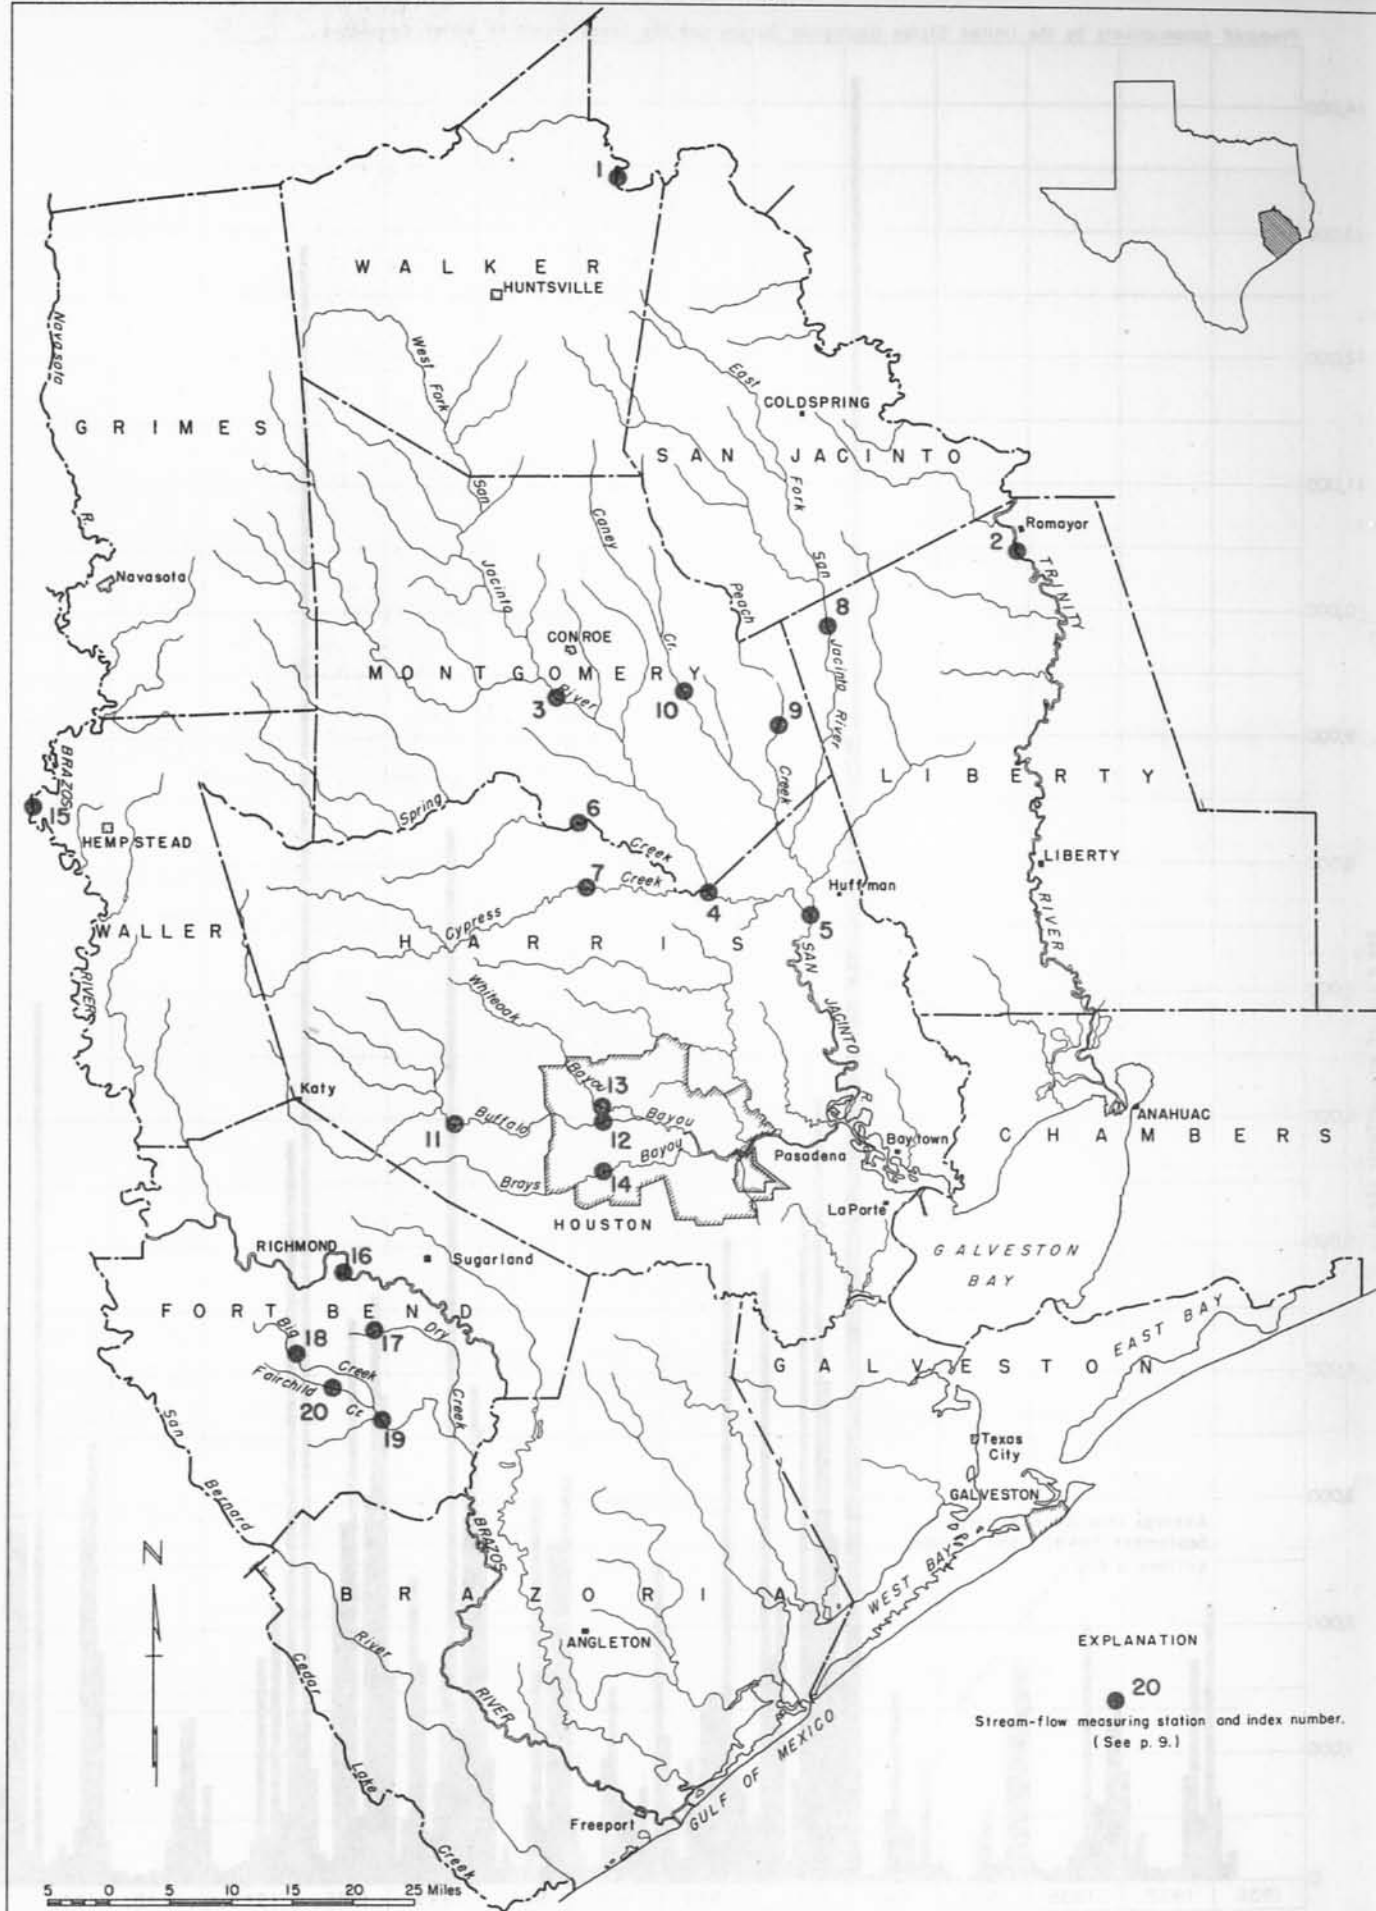 1
WALKER
HUNTSVILLE
Navasota
R.
West Fork
San
Jacinto
River
East
Fork
San
Jacinto River
COLDSPRING
GRIMES
SAN JACINTO
Caney
Cr.
Peach
Creek
Romayor
2
TRINITY
RIVER
Navasota
8
CONROE
MONTGOMERY
3
10
9
LIBERTY
BRAZOS
15
HEMPSTEAD
Spring
Creek
6
7
Creek
Cypress
4
Huffman
5
LIBERTY
WALLER
RIVER
HARRIS
SAN
JACINTO
R.
Whiteoak
Bayou
13
Katy
Buffalo
Bayou
11
12
Brays
Bayou
14
Pasadena
Baytown
ANAHUAC
CHAMBERS
LaPorte
HOUSTON
GALVESTON
BAY
RICHMOND
16
Sugarland
FORT BEND
Big
Creek
18
17
Dry
Creek
Fairchild
Cr.
20
19
EAST BAY
GALVESTON
Texas
City
GALVESTON
San
Bernard
River
BRAZOS
RIVER
N
BRAZORIA
WEST BAY
ANGLETON
Cedar
Lake
Creek
Freeport
GULF OF MEXICO
EXPLANATION
20
Stream-flow measuring station and index number.
(See p. 9.)
5 0 5 10 15 20 25 Miles